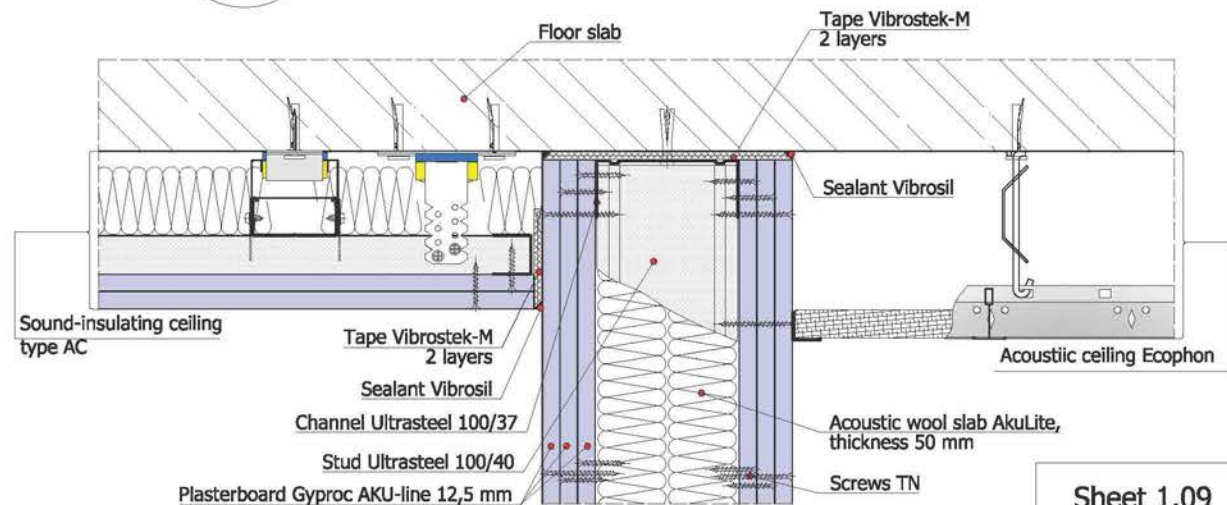 Tape Vibrostek-M
2 layers
Floor slab
Sealant Vibrosil
Sound-insulating ceiling
type AC
Tape Vibrostek-M
2 layers
Acoustiic ceiling Ecophon
Sealant Vibrosil
Channel Ultrasteel 100/37
Acoustic wool slab AkuLite,
thickness 50 mm
Stud Ultrasteel 100/40
Screws TN
Plasterboard Gyproc AKU-line 12,5 mm
Sheet 1.09